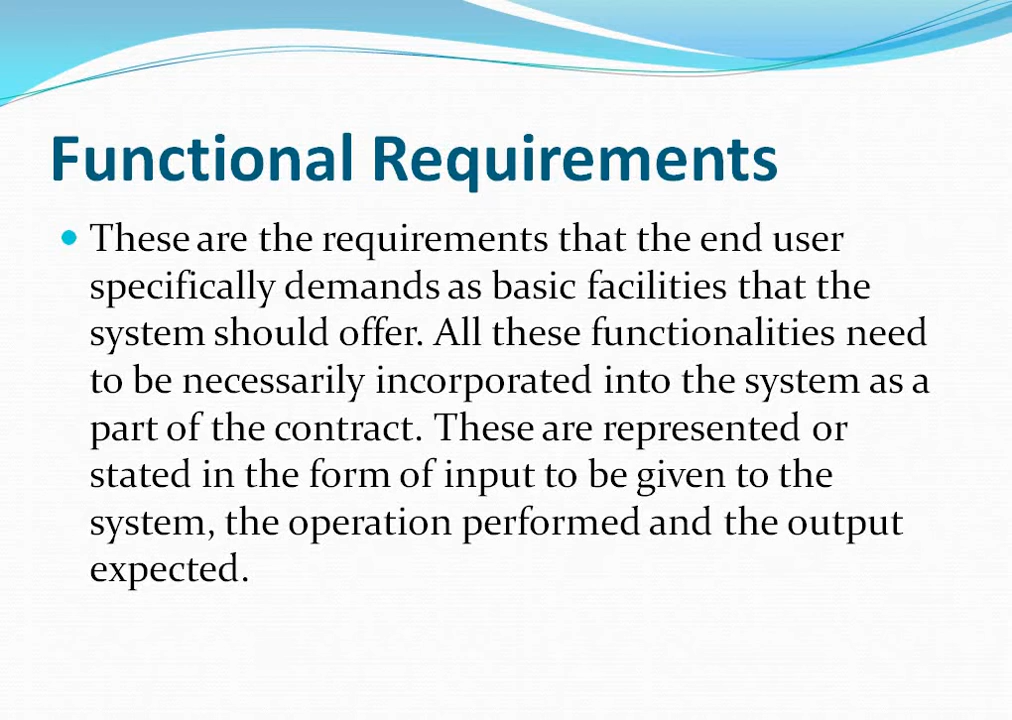 Functional Requirements
These are the requirements that the end user
specifically demands as basic facilities that the
system should offer. All these functionalities need
to be necessarily incorporated into the system as a
part of the contract. These are represented or
stated in the form of input to be given to the
system, the operation performed and the output
expected.